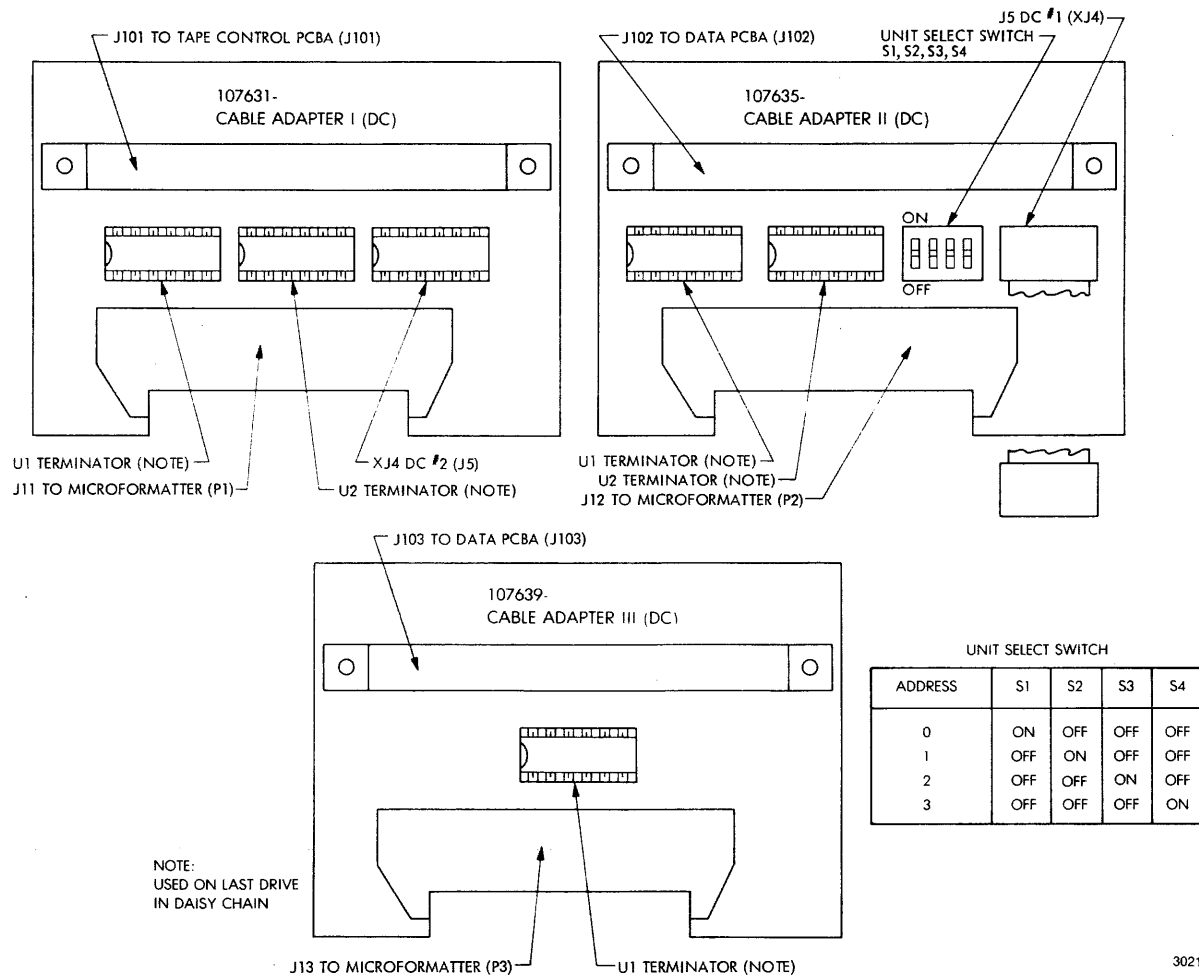 J101 TO TAPE CONTROL PCBA (J101)
107631-
CABLE ADAPTER I (DC)
U1 TERMINATOR (NOTE)
J11 TO MICROFORMATTER (P1)
U2 TERMINATOR (NOTE)
XJ4 DC #2 (J5)
J102 TO DATA PCBA (J102)
UNIT SELECT SWITCH
S1, S2, S3, S4
J5 DC #1 (XJ4)
107635-
CABLE ADAPTER II (DC)
ON
OFF
U1 TERMINATOR (NOTE)
U2 TERMINATOR (NOTE)
J12 TO MICROFORMATTER (P2)
J103 TO DATA PCBA (J103)
107639-
CABLE ADAPTER III (DC)
NOTE:
USED ON LAST DRIVE
IN DAISY CHAIN
J13 TO MICROFORMATTER (P3)
U1 TERMINATOR (NOTE)
UNIT SELECT SWITCH
ADDRESS S1 S2 S3 S4
0 ON OFF OFF OFF
1 OFF ON OFF OFF
2 OFF OFF ON OFF
3 OFF OFF OFF ON
3021